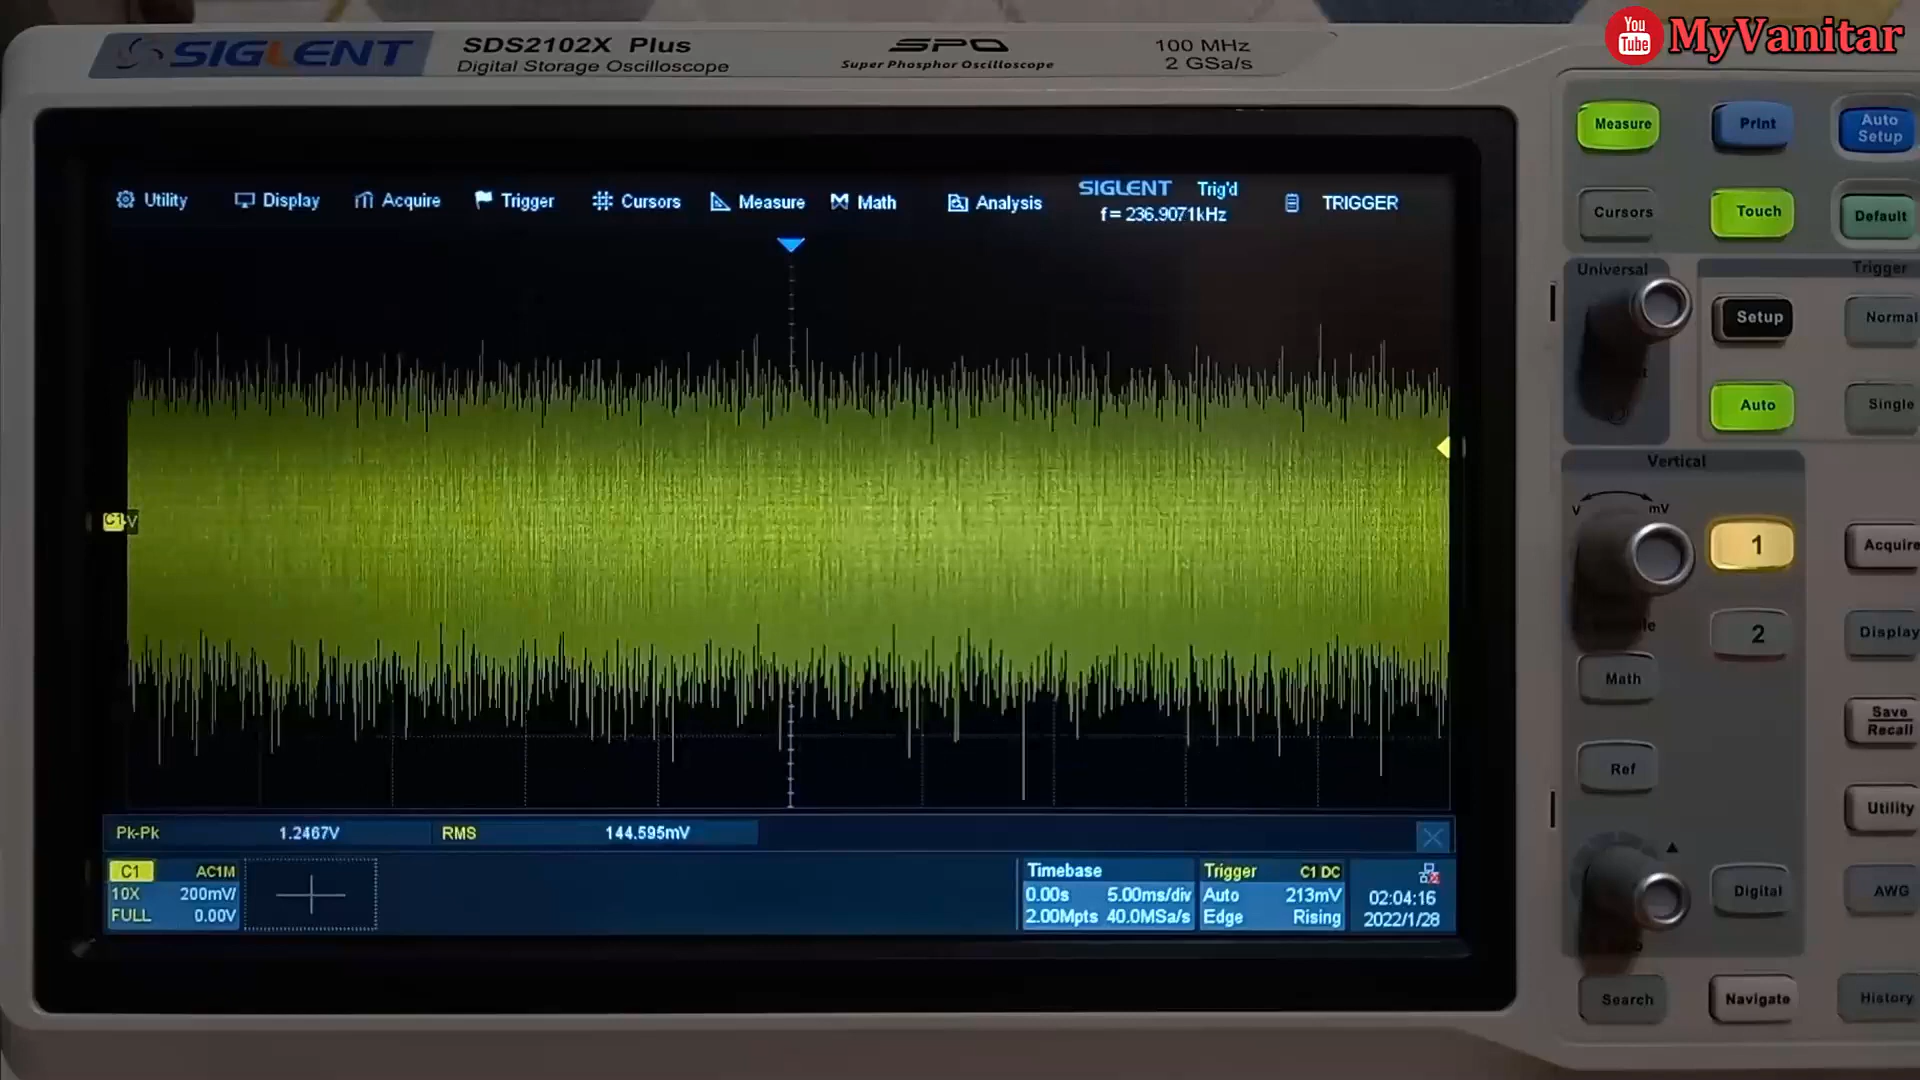 You Tube MyVanitar
SIGLENT SDS2102X Plus SPO 100 MHz
Digital Storage Oscilloscope Super Phosphor Oscilloscope 2 GSa/s
Measure Print Auto Setup
Utility Display Acquire Trigger Cursors Measure Math Analysis SIGLENT Trig'd TRIGGER
f = 236.9071kHz
Cursors Touch Default
Universal Trigger
Setup Normal
Auto Single
Vertical
V mV
C1 V
1 Acquire
2 Display
Math
Save Recall
Ref
Utility
Pk-Pk 1.2467V RMS 144.595mV
C1 AC1M
10X 200mV/
FULL 0.00V
Timebase
0.00s 5.00ms/div
2.00Mpts 40.0MSa/s
Trigger C1 DC
Auto 213mV
Edge Rising
02:04:16
2022/1/28
Digital AWG
Search Navigate History